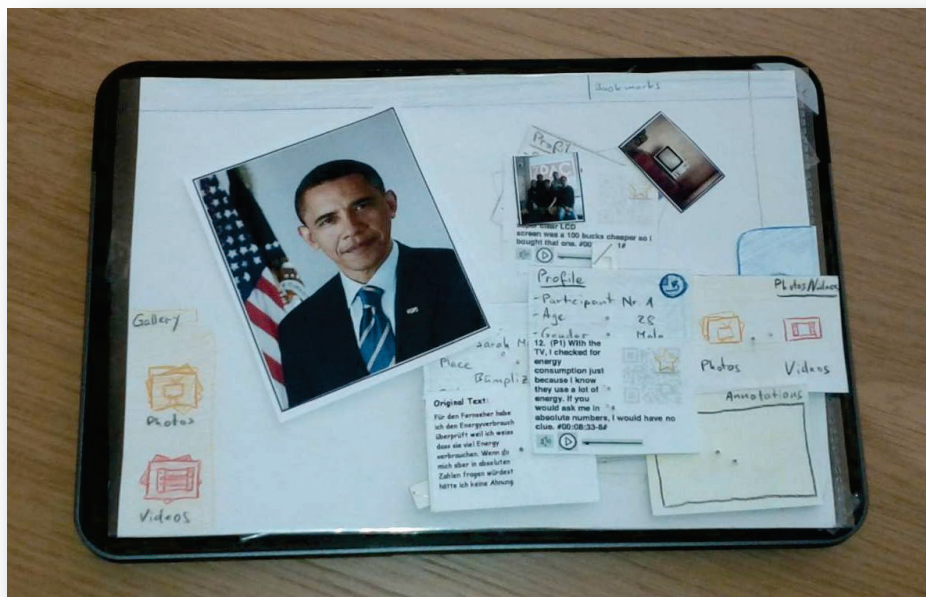 Bookmarks
Profil
screen was a 100 bucks cheaper so I
bought that one. #00 1#
Profile
- Participant Nr. 1
- Age 28
- Gender Male
12. (P1) With the
TV, I checked for
energy
consumption just
because I know
they use a lot of
energy. If you
would ask me in
absolute numbers, I would have no
clue. #00:08:33-8#
Photos/Videos
Photos
Videos
Annotations
Gallery
Photos
Videos
Sarah M
Place
Bümpliz
Original Text:
Für den Fernseher habe
ich den Energyverbrauch
überprüft weil ich weiss
dass sie viel Energy
verbrauchen. Wenn du
mich aber in absoluten
Zahlen fragen würdest
hätte ich keine Ahnung